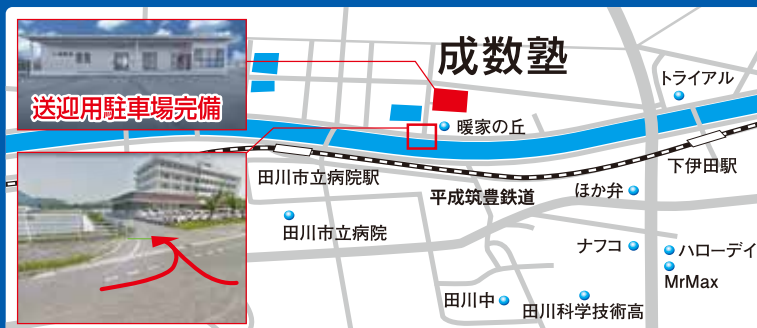 送迎用駐車場完備
成数塾
トライアル
暖家の丘
下伊田駅
田川市立病院駅
平成筑豊鉄道
ほか弁
田川市立病院
ナフコ
ハローデイ
MrMax
田川中
田川科学技術高